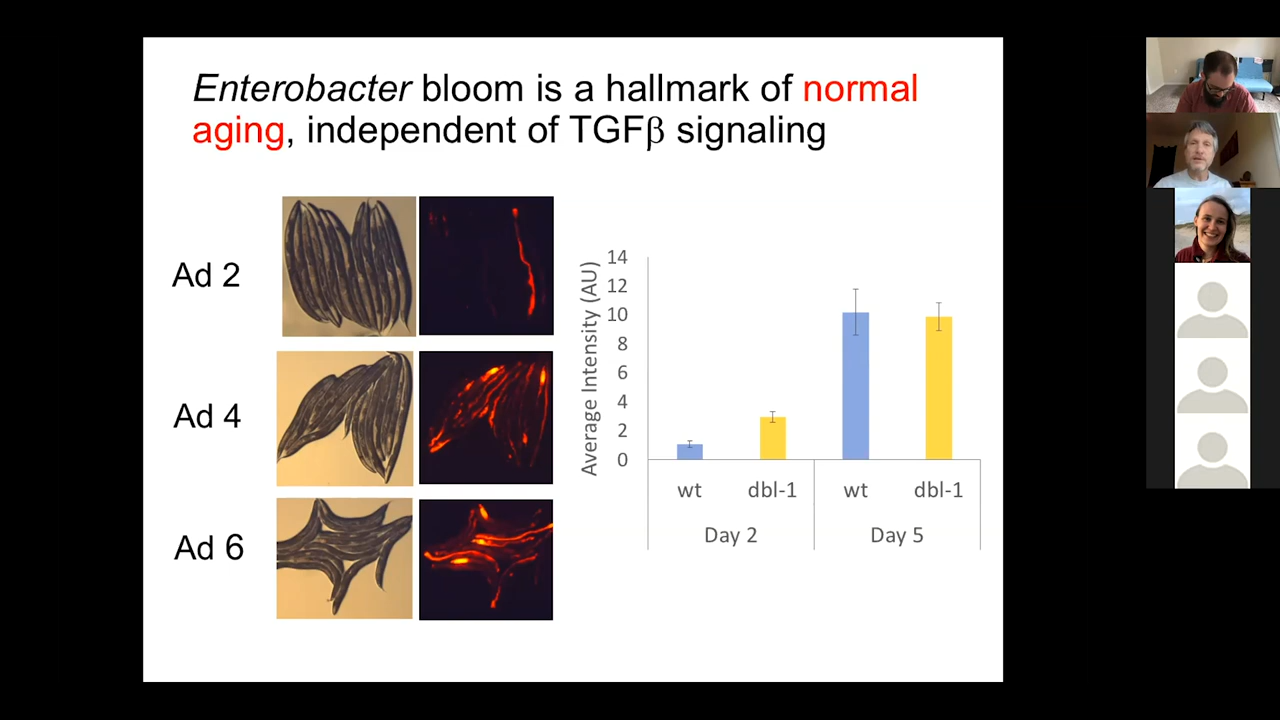 Enterobacter bloom is a hallmark of normal
aging, independent of TGFβ signaling
Ad 2
Ad 4
Ad 6
Average Intensity (AU)
14
12
10
8
6
4
2
0
wt dbl-1 wt dbl-1
Day 2 Day 5